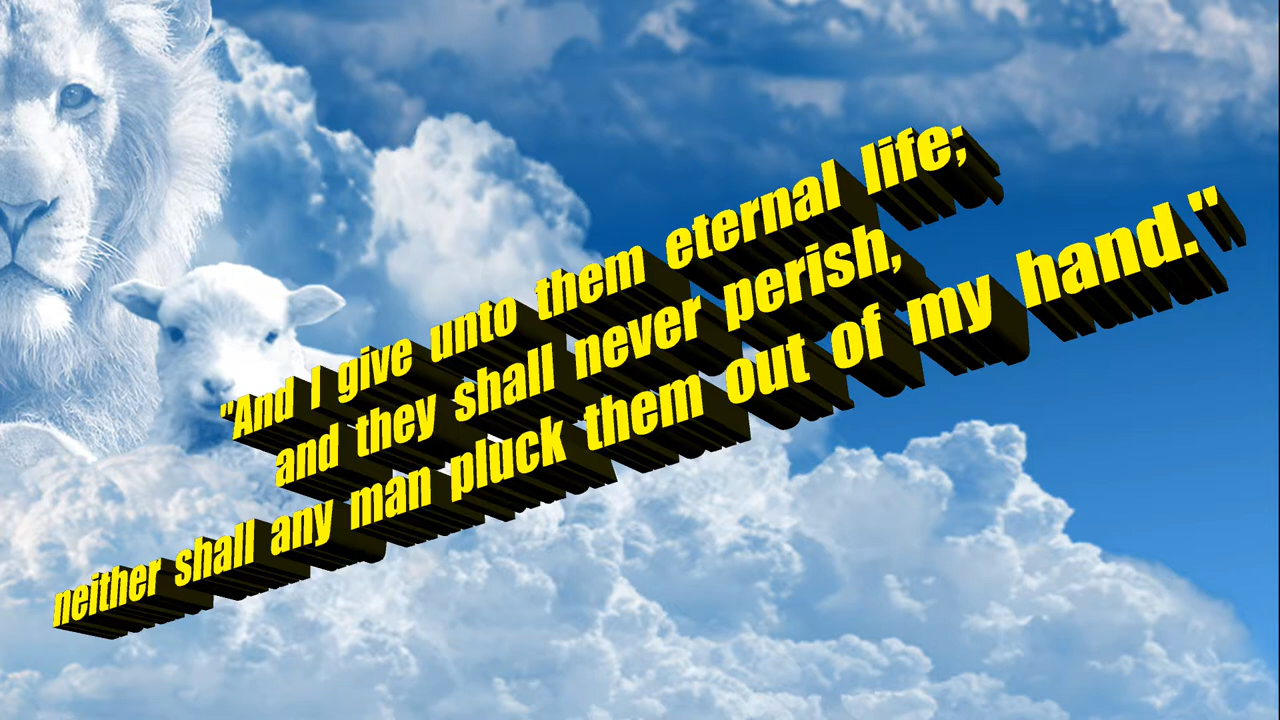 "And I give unto them eternal life;
and they shall never perish,
neither shall any man pluck them out of my hand."